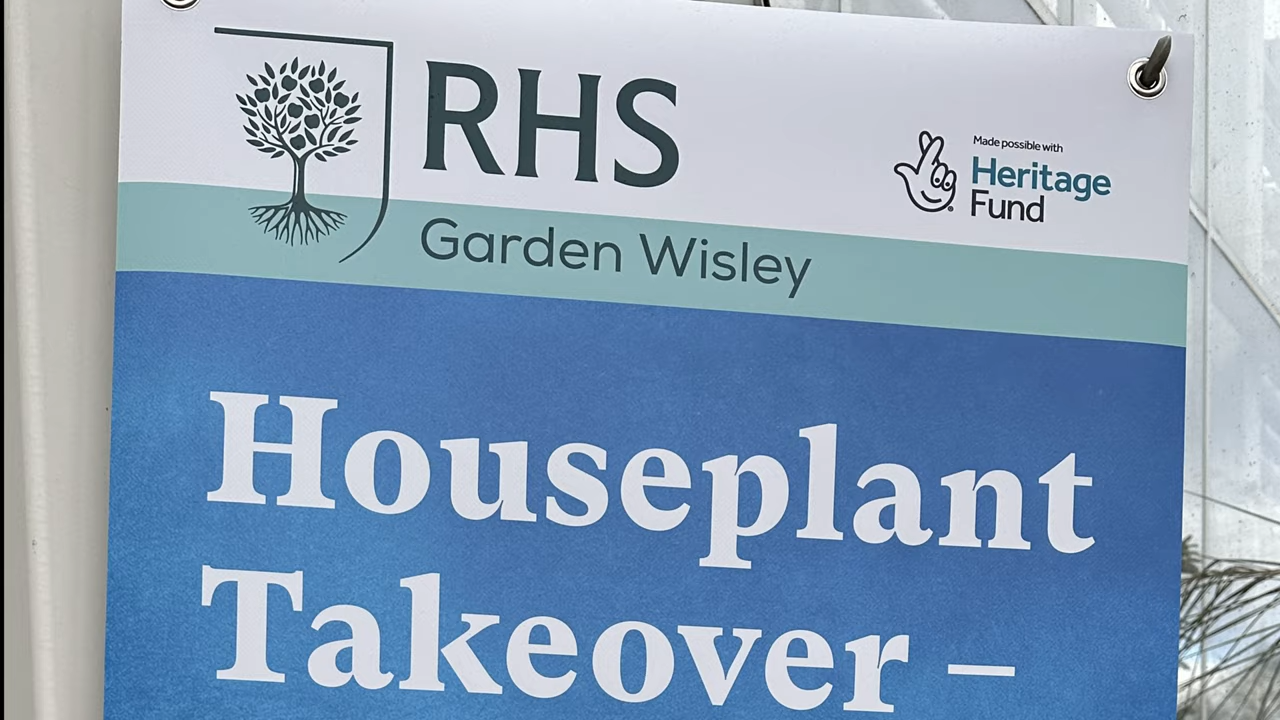 RHS
Garden Wisley
Made possible with
Heritage
Fund
Houseplant
Takeover –